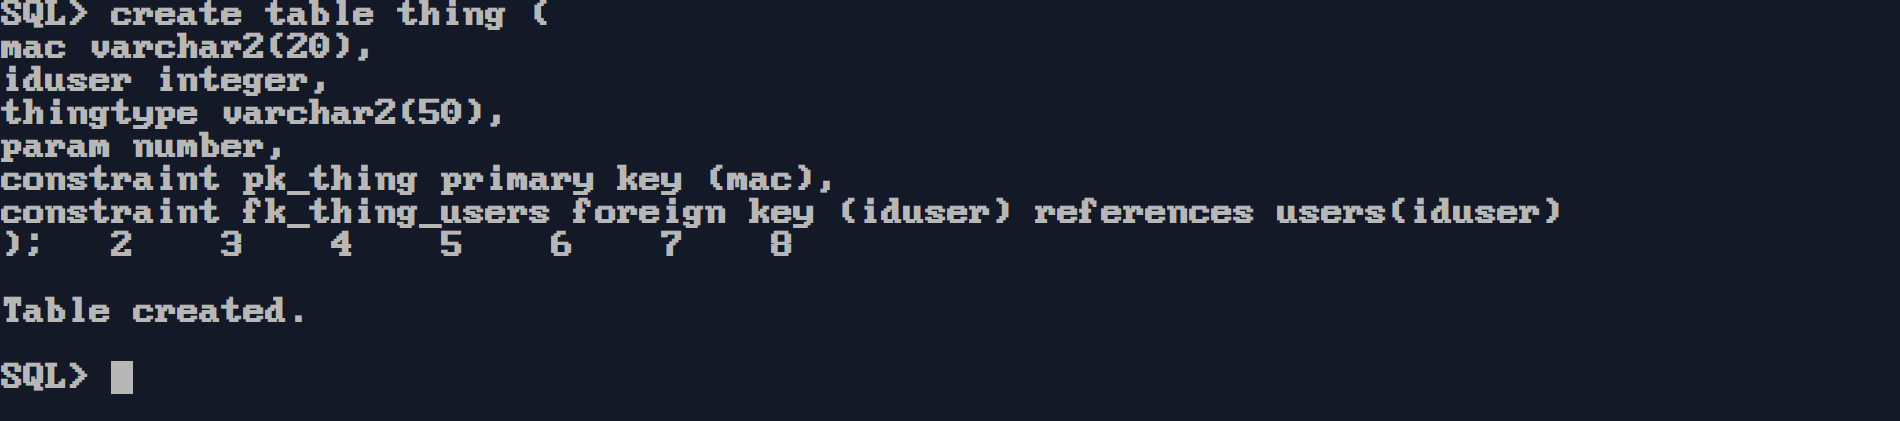 SQL> create table thing (
mac varchar2(20),
iduser integer,
thingtype varchar2(50),
param number,
constraint pk_thing primary key (mac),
constraint fk_thing_users foreign key (iduser) references users(iduser)
);   2    3    4    5    6    7    8
Table created.
SQL>